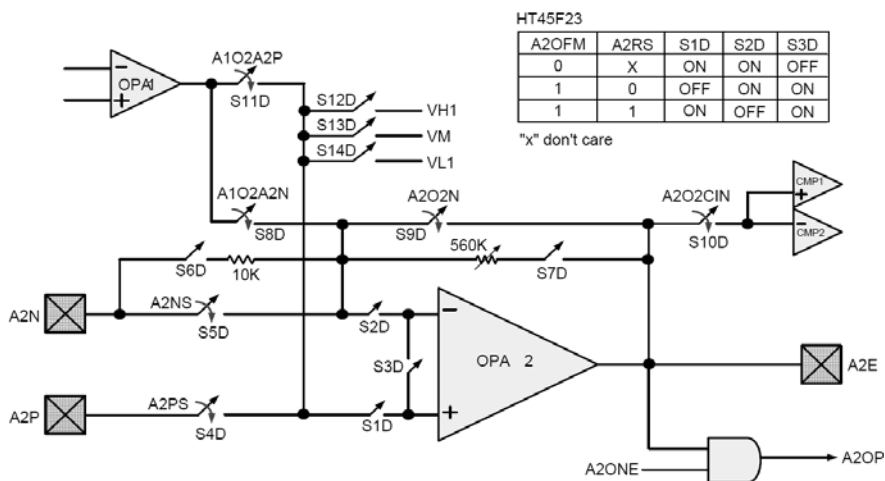 HT45F23
A2OFM A2RS S1D S2D S3D
0 X ON ON OFF
1 0 OFF ON ON
1 1 ON OFF ON
"x" don't care
A1O2A2P
OPA1
S11D
S12D
VH1
S13D
VM
S14D
VL1
A1O2A2N
S8D
A2O2N
S9D
A2O2CIN
S10D
CMP1
CMP2
S6D
10K
560K
S7D
A2N
A2NS
S5D
S2D
S3D
OPA 2
A2E
A2P
A2PS
S4D
S1D
A2ONE
A2OP